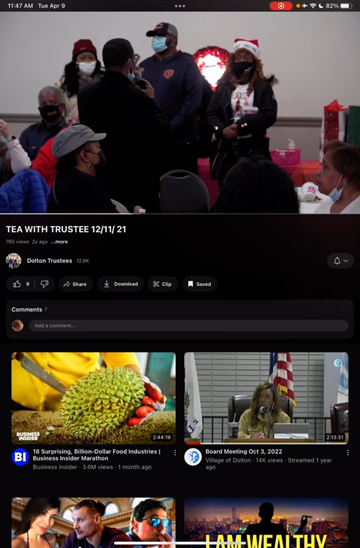 11:47 AM Tue Apr 9
82%
TEA WITH TRUSTEE 12/11/ 21
760 views 2y ago ...more
Dolton Trustees 12.6K
9 Share Download Clip Saved
Comments 7
Add a comment...
BUSINESS
INSIDER
2:44:19
2:13:31
BI
18 Surprising, Billion-Dollar Food Industries |
Business Insider Marathon
Business Insider · 3.6M views · 1 month
ago
Board Meeting Oct 3, 2022
Village of Dolton · 14K views · Streamed 1 year
ago
I AM WEALTHY